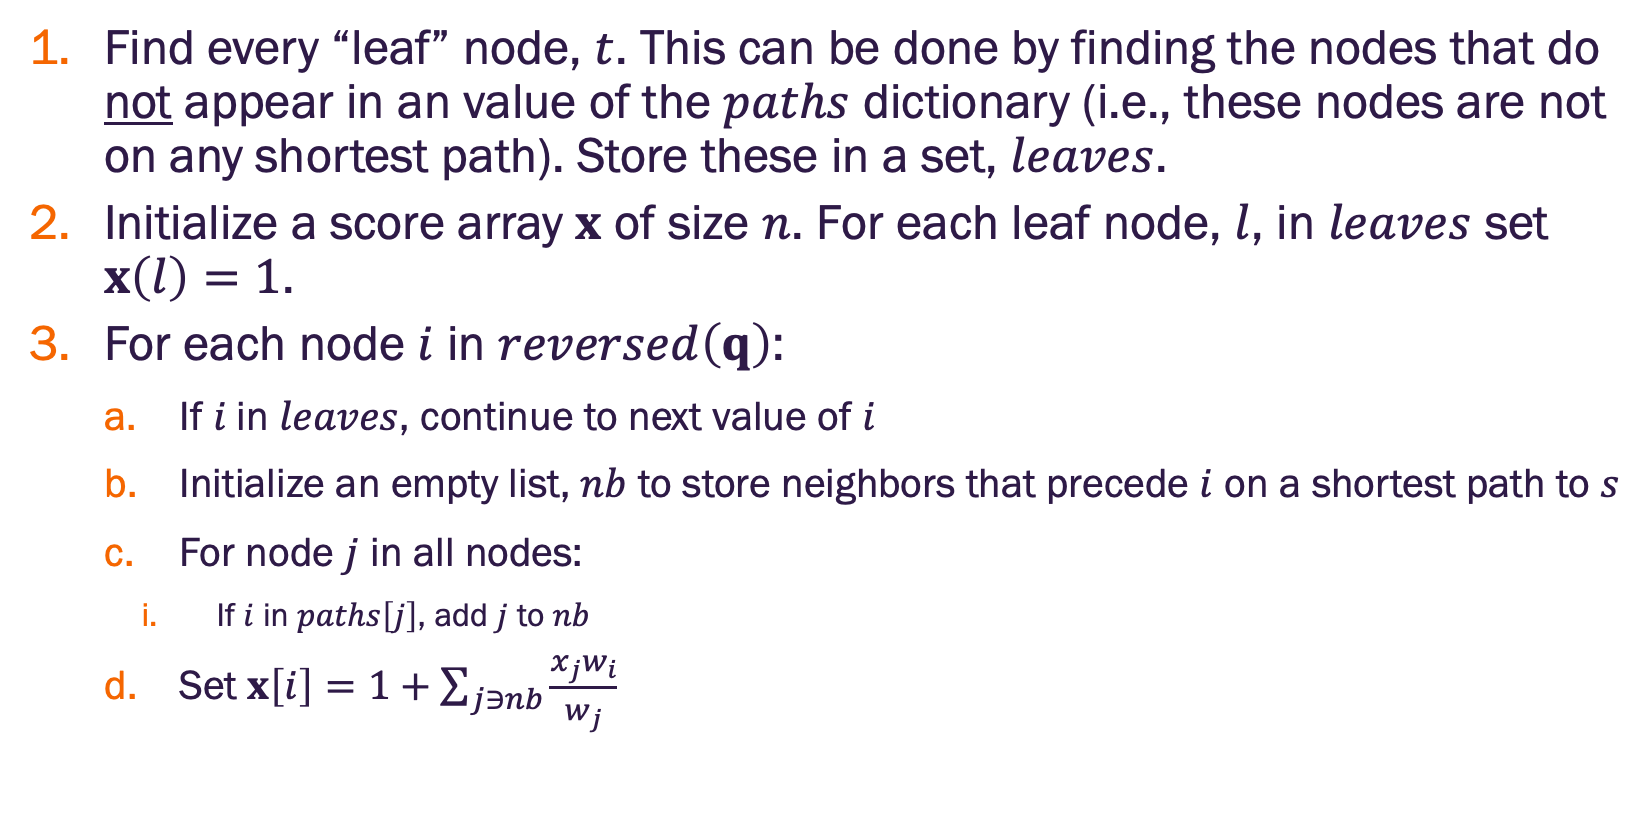 1. Find every “leaf” node, t. This can be done by finding the nodes that do
not appear in an value of the paths dictionary (i.e., these nodes are not
on any shortest path). Store these in a set, leaves.
2. Initialize a score array x of size n. For each leaf node, l, in leaves set
x(l) = 1.
3. For each node i in reversed(q):
a. If i in leaves, continue to next value of i
b. Initialize an empty list, nb to store neighbors that precede i on a shortest path to s
c. For node j in all nodes:
i. If i in paths[j], add j to nb
d. Set x[i] = 1 + ∑_{j∋nb} \frac{x_j w_i}{w_j}